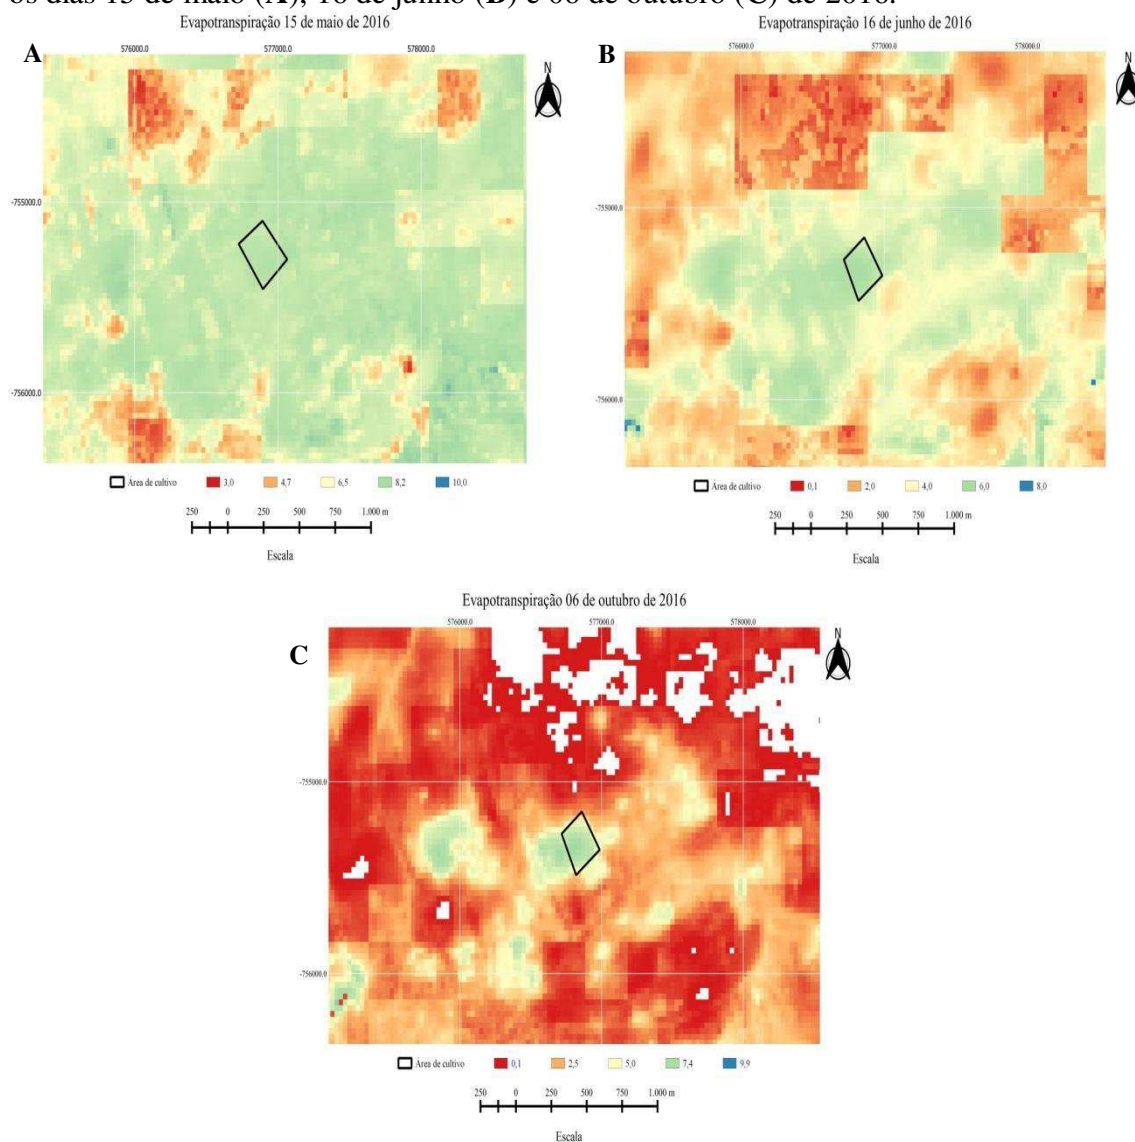 os dias 15 de maio (A), 16 de junho (B) e 06 de outubro (C) de 2016.
Evapotranspiração 15 de maio de 2016
A
576000.0 577000.0 578000.0
N
-755000.0
-756000.0
Área de cultivo 3,0 4,7 6,5 8,2 10,0
250 0 250 500 750 1.000 m
Escala
Evapotranspiração 16 de junho de 2016
B
576000.0 577000.0 578000.0
N
-755000.0
-756000.0
Área de cultivo 0,1 2,0 4,0 6,0 8,0
250 0 250 500 750 1.000 m
Escala
Evapotranspiração 06 de outubro de 2016
C
576000.0 577000.0 578000.0
N
-755000.0
-756000.0
Área de cultivo 0,1 2,5 5,0 7,4 9,9
250 0 250 500 750 1.000 m
Escala